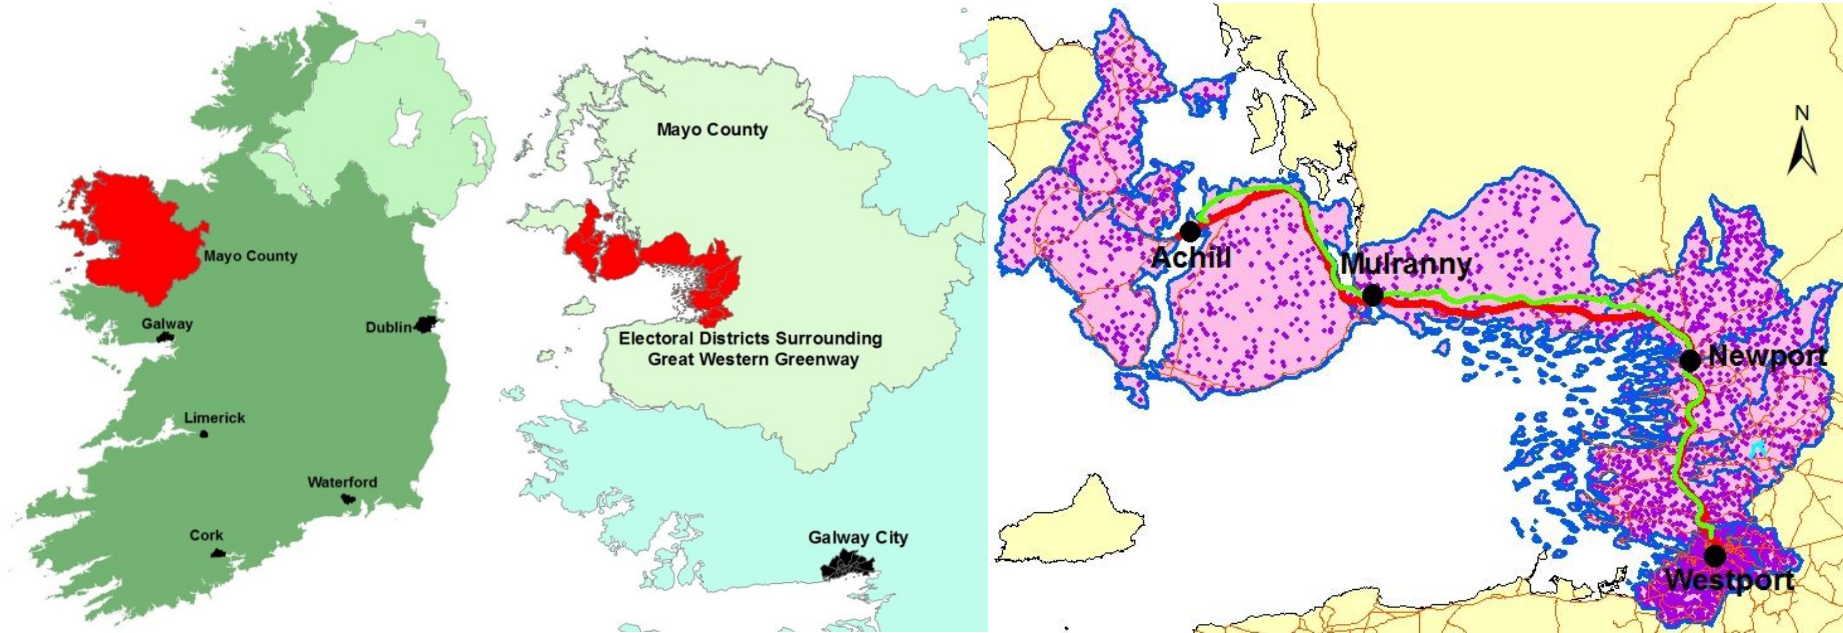 Mayo County
Galway
Dublin
Limerick
Waterford
Cork
Mayo County
Electoral Districts Surrounding
Great Western Greenway
Galway City
N
Achill
Mulranny
Newport
Westport